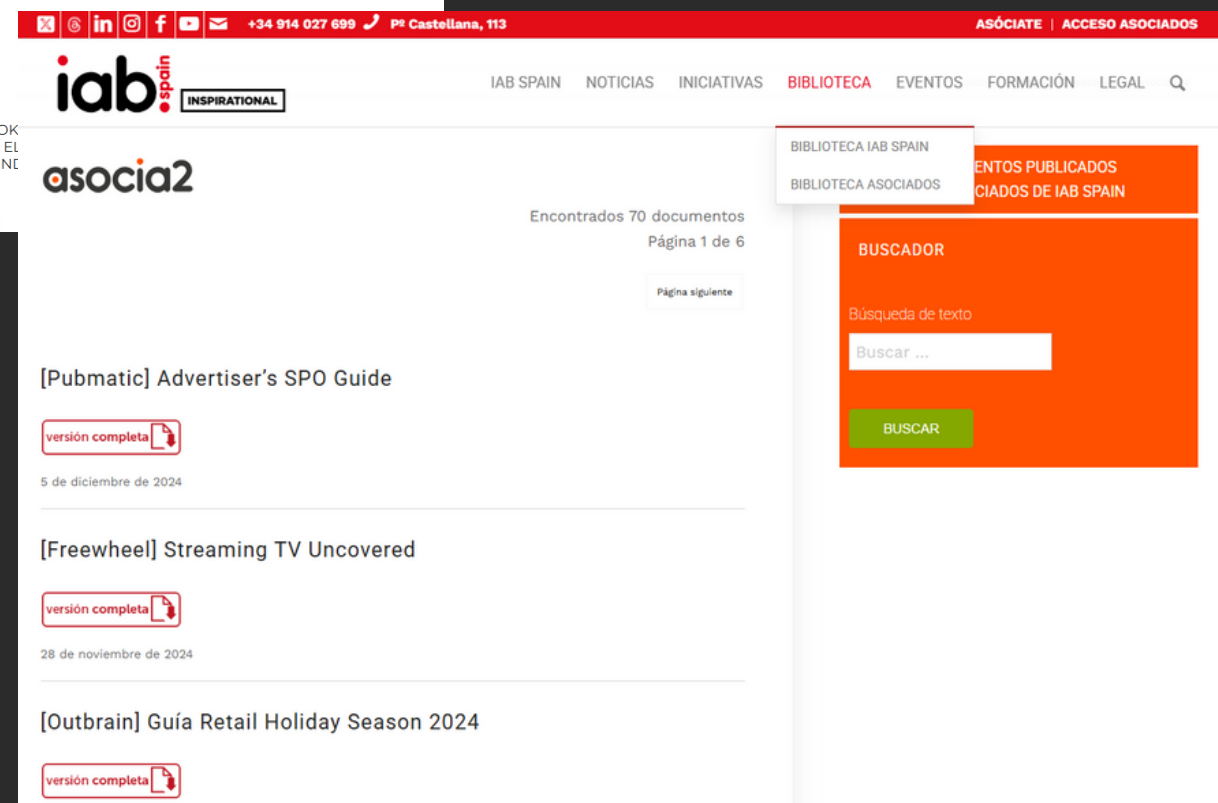 +34 914 027 699 Pº Castellana, 113
ASÓCIATE | ACCESO ASOCIADOS
iab spain INSPIRATIONAL
IAB SPAIN NOTICIAS INICIATIVAS BIBLIOTECA EVENTOS FORMACIÓN LEGAL
BIBLIOTECA IAB SPAIN
BIBLIOTECA ASOCIADOS
asocia2
Encontrados 70 documentos
Página 1 de 6
Página siguiente
[Pubmatic] Advertiser's SPO Guide
versión completa
5 de diciembre de 2024
[Freewheel] Streaming TV Uncovered
versión completa
28 de noviembre de 2024
[Outbrain] Guía Retail Holiday Season 2024
versión completa
PUBLICADOS
DE IAB SPAIN
BUSCADOR
Búsqueda de texto
Buscar ...
BUSCAR